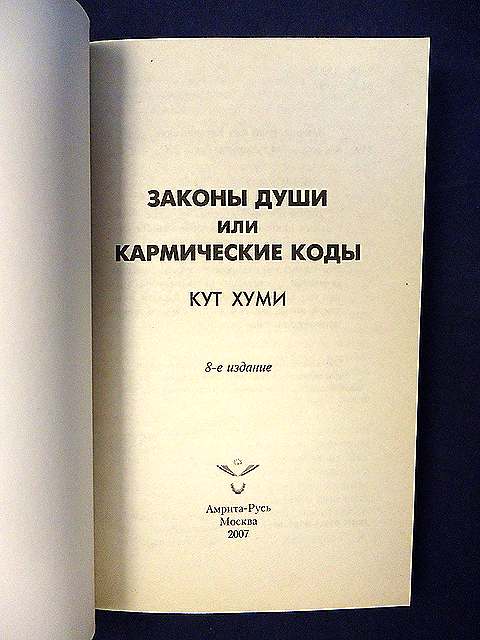 ЗАКОНЫ ДУШИ
ИЛИ
КАРМИЧЕСКИЕ КОДЫ
КУТ ХУМИ
8-е издание
Амрита-Русь
Москва
2007